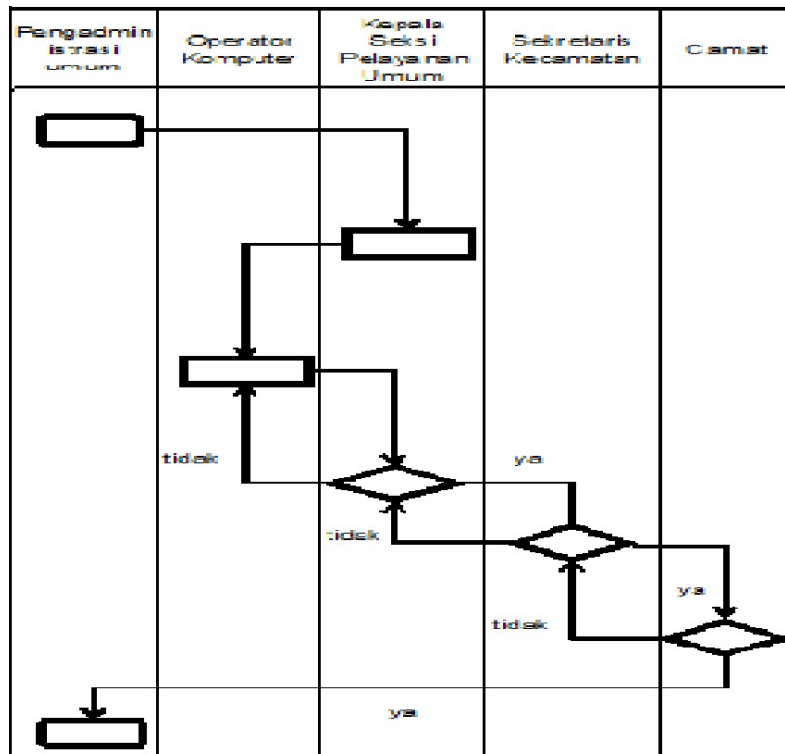 Pengadmin
istrasi
umum
Operator
Komputer
Kepala
Seksi
Pelayanan
Umum
Sekretaris
Kecamatan
Camat
tidak
ya
tidak
ya
tidak
ya